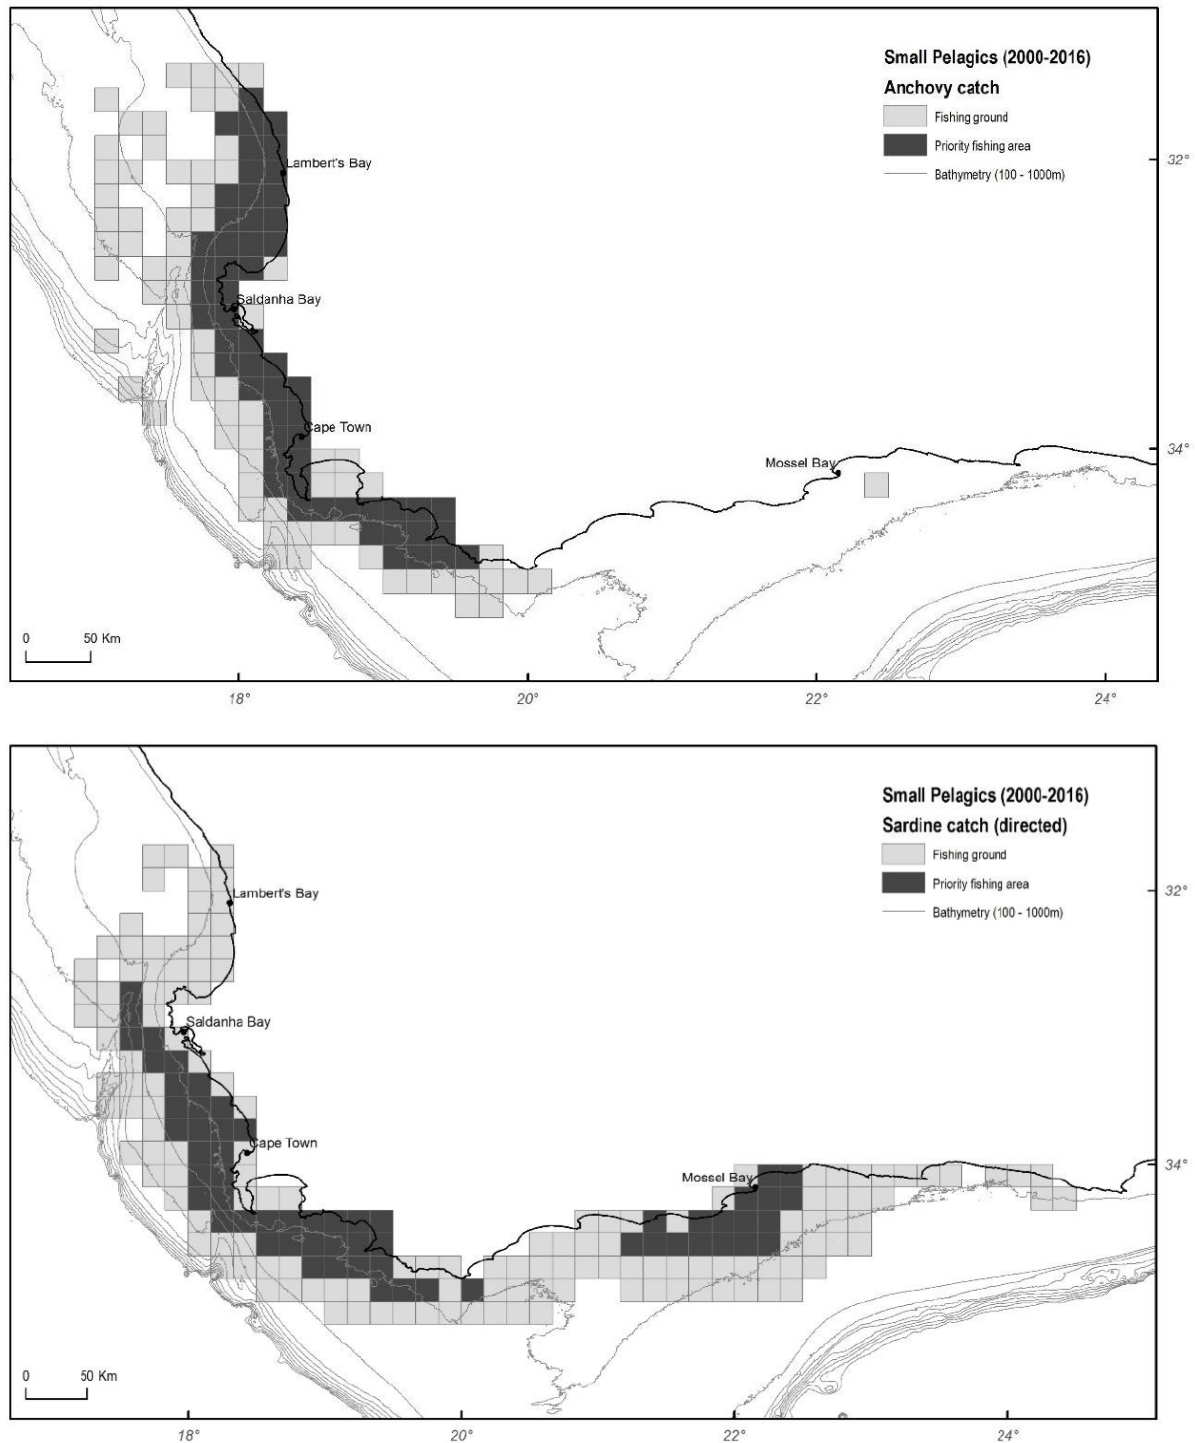 Small Pelagics (2000-2016)
Anchovy catch
Fishing ground
Priority fishing area
Bathymetry (100 - 1000m)
Lambert's Bay
32°
Saldanha Bay
Cape Town
Mossel Bay
34°
0 50 Km
18° 20° 22° 24°
Small Pelagics (2000-2016)
Sardine catch (directed)
Fishing ground
Priority fishing area
Bathymetry (100 - 1000m)
Lambert's Bay
32°
Saldanha Bay
Cape Town
Mossel Bay
34°
0 50 Km
18° 20° 22° 24°